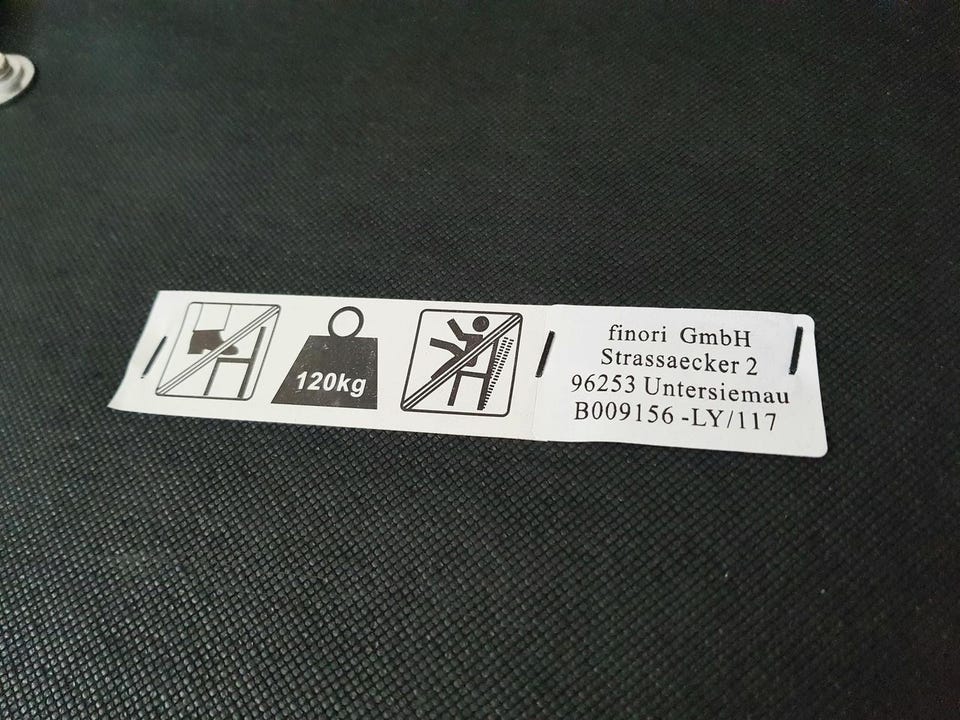 120kg
finori GmbH
Strassaecker 2
96253 Untersiemau
B009156 -LY/117